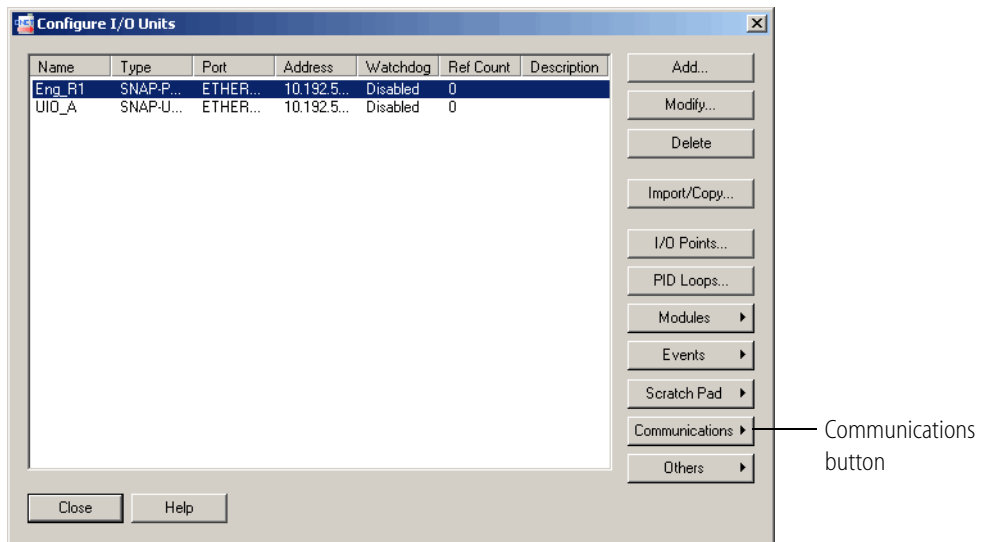 Configure I/O Units
Name Type Port Address Watchdog Ref Count Description
Eng_R1 SNAP-P... ETHER... 10.192.5... Disabled 0
UIO_A SNAP-U... ETHER... 10.192.5... Disabled 0
Add...
Modify...
Delete
Import/Copy...
I/O Points...
PID Loops...
Modules
Events
Scratch Pad
Communications
Others
Communications
button
Close Help